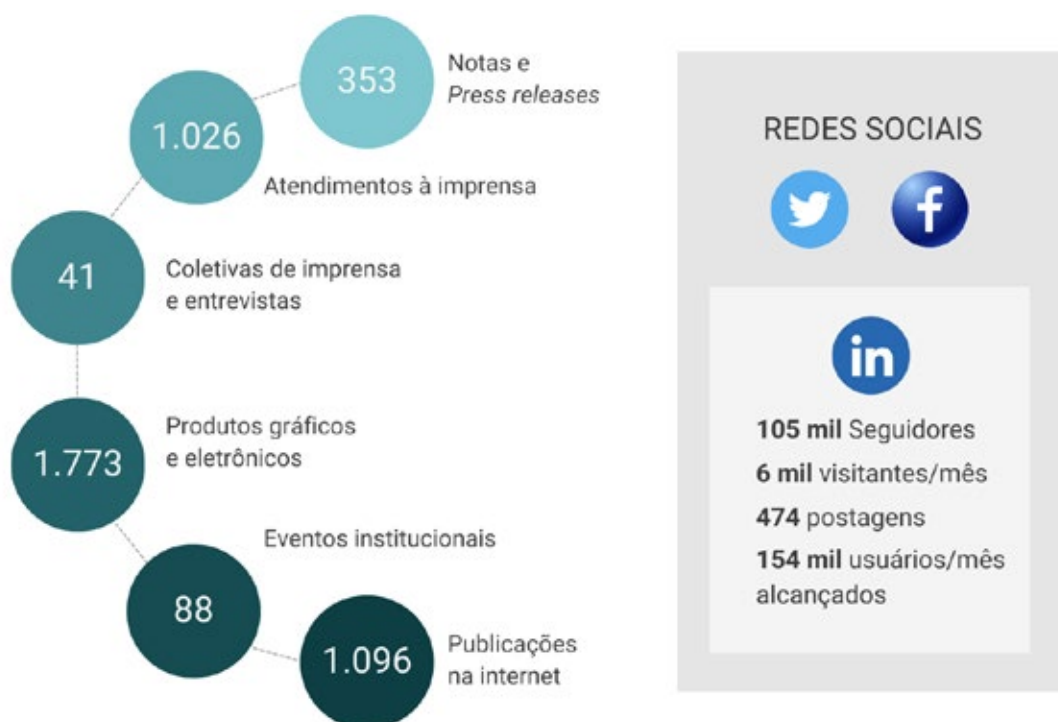 353
Notas e
Press releases
1.026
Atendimentos à imprensa
41
Coletivas de imprensa
e entrevistas
1.773
Produtos gráficos
e eletrônicos
88
Eventos institucionais
1.096
Publicações
na internet
REDES SOCIAIS
f
in
105 mil Seguidores
6 mil visitantes/mês
474 postagens
154 mil usuários/mês
alcançados